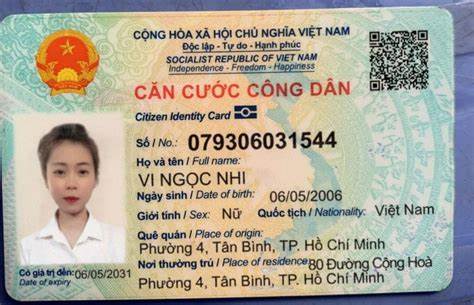 CỘNG HÒA XÃ HỘI CHỦ NGHĨA VIỆT NAM
Độc lập - Tự do - Hạnh phúc
SOCIALIST REPUBLIC OF VIET NAM
Independence - Freedom - Happiness
CĂN CƯỚC CÔNG DÂN
Citizen Identity Card
Số / No.: 079306031544
Họ và tên / Full name:
VI NGỌC NHI
Ngày sinh / Date of birth: 06/05/2006
Giới tính / Sex: Nữ Quốc tịch / Nationality: Việt Nam
Quê quán / Place of origin:
Phường 4, Tân Bình, TP. Hồ Chí Minh
Nơi thường trú / Place of residence: 80 Đường Cộng Hoà
Phường 4, Tân Bình, TP. Hồ Chí Minh
Có giá trị đến: 06/05/2031
Date of expiry